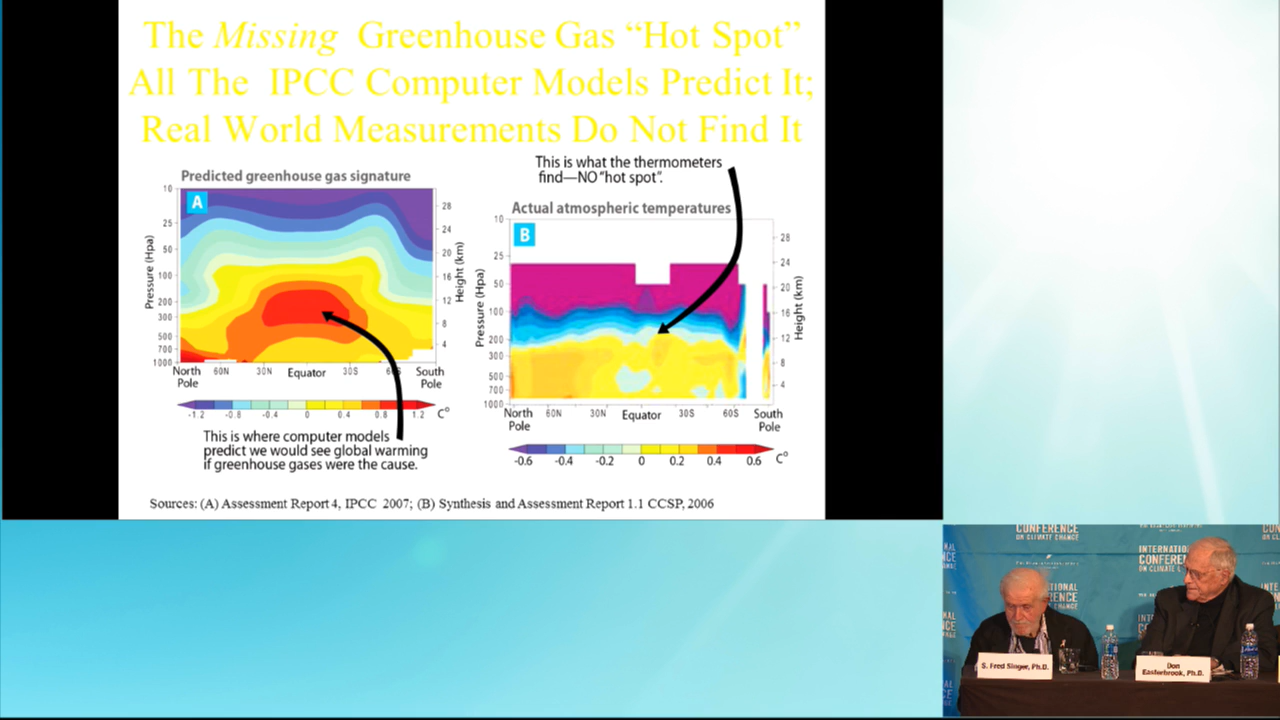 The Missing Greenhouse Gas “Hot Spot”
All The IPCC Computer Models Predict It;
Real World Measurements Do Not Find It
This is what the thermometers
find—NO “hot spot”.
Predicted greenhouse gas signature
A
10
25
50
100
200
300
500
700
1000
Pressure (Hpa)
28
24
20
16
12
8
4
Height (km)
North Pole
60N
30N
Equator
30S
South Pole
-1.2
-0.8
-0.4
0
0.4
0.8
1.2
C°
This is where computer models
predict we would see global warming
if greenhouse gases were the cause.
Actual atmospheric temperatures
B
10
25
50
100
200
300
500
700
1000
Pressure (Hpa)
28
24
20
16
12
8
4
Height (km)
North Pole
60N
30N
Equator
30S
60S
South Pole
-0.6
-0.4
-0.2
0
0.2
0.4
0.6
C°
Sources: (A) Assessment Report 4, IPCC 2007; (B) Synthesis and Assessment Report 1.1 CCSP, 2006
CONFERENCE
ON CLIMATE CHANGE
S. Fred Singer, Ph.D.
Don
Easterbrook, Ph.D.